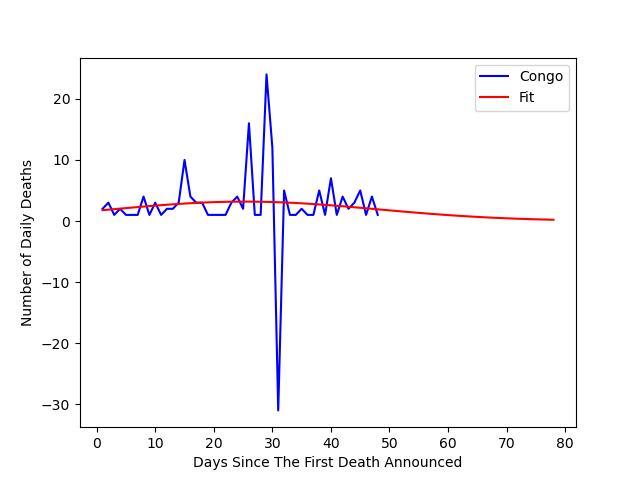 Congo
Fit
Number of Daily Deaths
20
10
0
−10
−20
−30
0 10 20 30 40 50 60 70 80
Days Since The First Death Announced